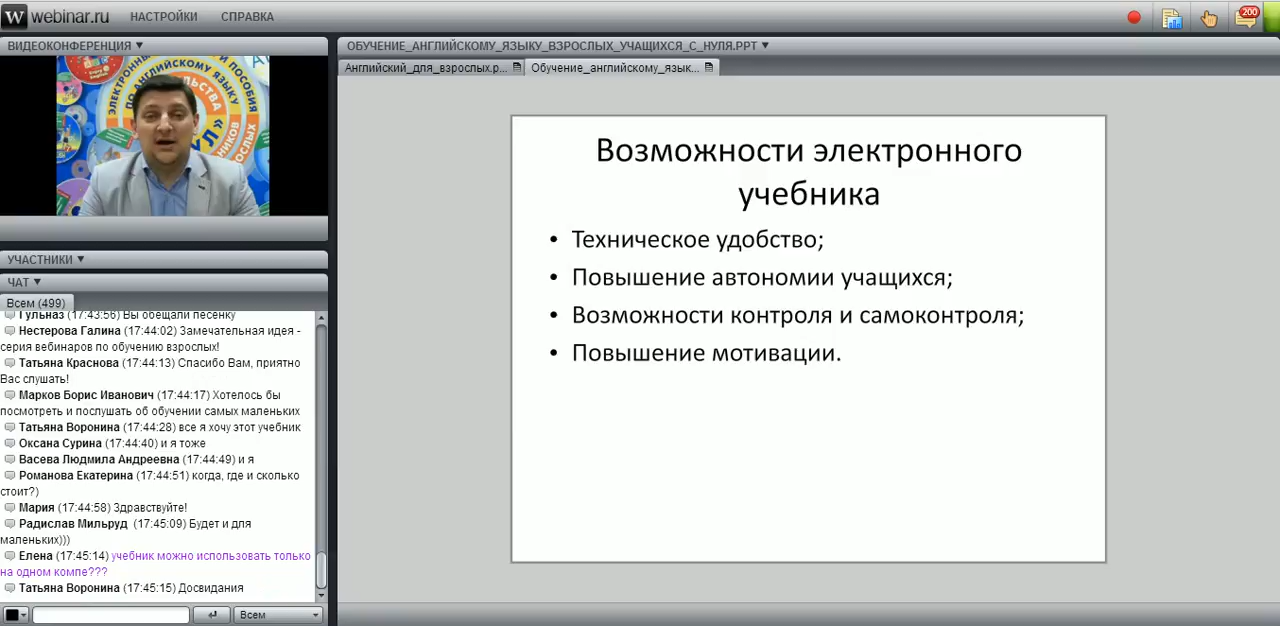 W webinar.ru НАСТРОЙКИ СПРАВКА
200
ВИДЕОКОНФЕРЕНЦИЯ
ЭЛЕКТРОННЫ ПОСОБИЯ
ПО АНГЛИЙСКОМУ ЯЗЫКУ
УЧАСТНИКИ
ЧАТ
Всем (499)
Гульназ (17:43:56) Вы обещали песенку
Нестерова Галина (17:44:02) Замечательная идея -
серия вебинаров по обучению взрослых!
Татьяна Краснова (17:44:13) Спасибо Вам, приятно
Вас слушать!
Марков Борис Иванович (17:44:17) Хотелось бы
посмотреть и послушать об обучении самых маленьких
Татьяна Воронина (17:44:28) все я хочу этот учебник
Оксана Сурина (17:44:40) и я тоже
Васева Людмила Андреевна (17:44:49) и я
Романова Екатерина (17:44:51) когда, где и сколько
стоит?)
Мария (17:44:58) Здравствуйте!
Радислав Мильруд (17:45:09) Будет и для
маленьких)))
Елена (17:45:14) учебник можно использовать только
на одном компе???
Татьяна Воронина (17:45:15) Досвидания
Всем
ОБУЧЕНИЕ_АНГЛИЙСКОМУ_ЯЗЫКУ_ВЗРОСЛЫХ_УЧАЩИХСЯ_С_НУЛЯ.PPT
Английский_для_взрослых.p... Обучение_английскому_язык...
Возможности электронного
учебника
• Техническое удобство;
• Повышение автономии учащихся;
• Возможности контроля и самоконтроля;
• Повышение мотивации.